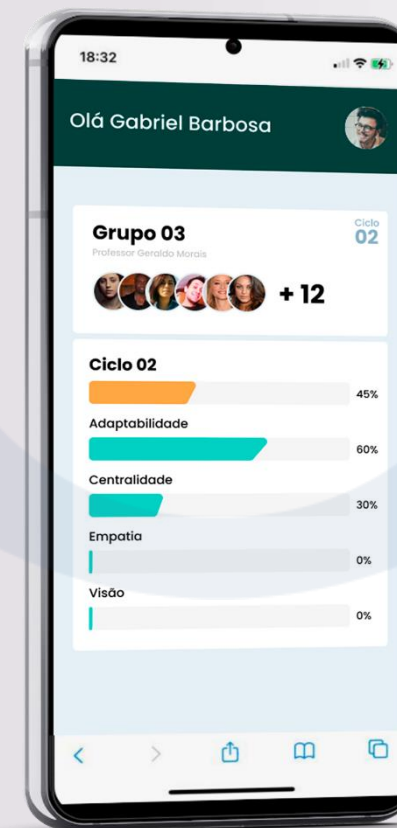 18:32
Olá Gabriel Barbosa
Grupo 03
Ciclo
02
Professor Geraldo Morais
+ 12
Ciclo 02
45%
Adaptabilidade
60%
Centralidade
30%
Empatia
0%
Visão
0%